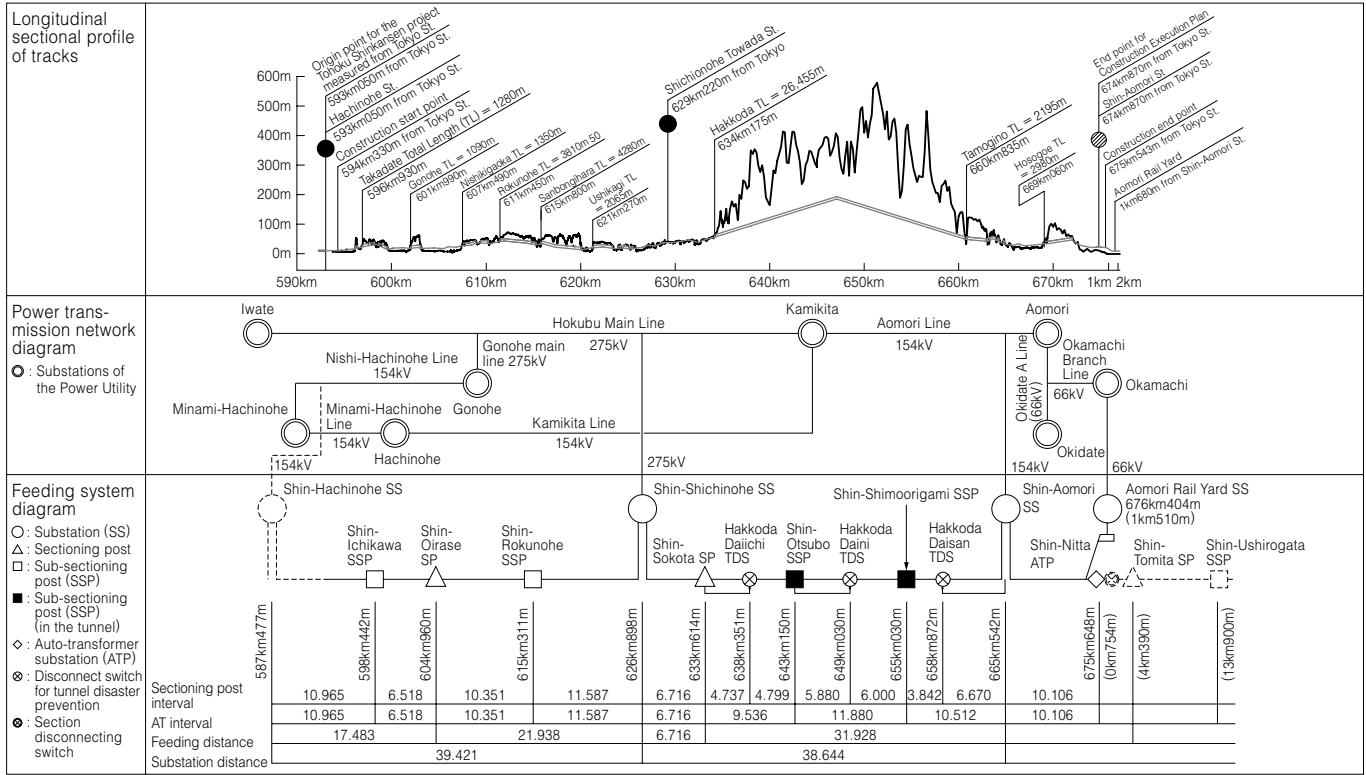 Longitudinal
sectional profile
of tracks
600m
500m
400m
300m
200m
100m
0m
590km
600km
610km
620km
630km
640km
650km
660km
670km
1km 2km
Origin point for the
Tohoku Shinkansen project
measured from Tokyo St.
593km050m from Tokyo St.
Hachinohe St.
593km050m from Tokyo St.
Construction start point
594km330m from Tokyo St.
Takadate Total Length (TL) = 1280m
596km930m
Gonohe TL = 1090m
601km990m
Nishikigaoka TL = 1350m
607km490m
Rokunohe TL = 3810m 50
611km450m
Sanbongihara TL = 4280m
615km800m
Ushikagi TL
= 2065m
621km270m
Shichionohe Towada St.
629km220m from Tokyo
Hakkoda TL = 26,455m
634km175m
Tamogino TL = 2195m
660km835m
Hosogoe TL
= 2980m
669km060m
End point for
Construction Execution Plan
674km870m from Tokyo St.
Shin-Aomori St.
674km870m from Tokyo St.
Construction end point
675km543m from Tokyo St.
Aomori Rail Yard
1km680m from Shin-Aomori St.
Power trans-
mission network
diagram
: Substations of
the Power Utility
Iwate
Hokubu Main Line
275kV
Kamikita
Aomori Line
154kV
Aomori
Nishi-Hachinohe Line
154kV
Gonohe main
line 275kV
Gonohe
Minami-Hachinohe
Minami-Hachinohe
Line
154kV
Hachinohe
Kamikita Line
154kV
Okidate A Line
(66kV)
Okamachi
Branch
Line
66kV
Okamachi
Okidate
154kV
275kV
154kV
66kV
Feeding system
diagram
: Substation (SS)
: Sectioning post
: Sub-sectioning
post (SSP)
: Sub-sectioning
post (SSP)
(in the tunnel)
: Auto-transformer
substation (ATP)
: Disconnect switch
for tunnel disaster
prevention
: Section
disconnecting
switch
Shin-Hachinohe SS
Shin-
Ichikawa
SSP
Shin-
Oirase
SP
Shin-
Rokunohe
SSP
Shin-Shichinohe SS
Shin-
Sokota SP
Hakkoda
Daiichi
TDS
Shin-
Otsubo
SSP
Hakkoda
Daini
TDS
Shin-Shimoorigami SSP
Hakkoda
Daisan
TDS
Shin-Aomori
SS
Shin-Nitta
ATP
Aomori Rail Yard SS
676km404m
(1km510m)
Shin-
Tomita SP
Shin-Ushirogata
SSP
587km477m
598km442m
604km960m
615km311m
626km898m
633km614m
638km351m
643km150m
649km030m
655km030m
658km872m
665km542m
675km648m
(0km754m)
(4km390m)
(13km900m)
Sectioning post
interval
10.965 6.518 10.351 11.587 6.716 4.737 4.799 5.880 6.000 3.842 6.670 10.106
AT interval
10.965 6.518 10.351 11.587 6.716 9.536 11.880 10.512 10.106
Feeding distance
17.483 21.938 6.716 31.928
Substation distance
39.421 38.644